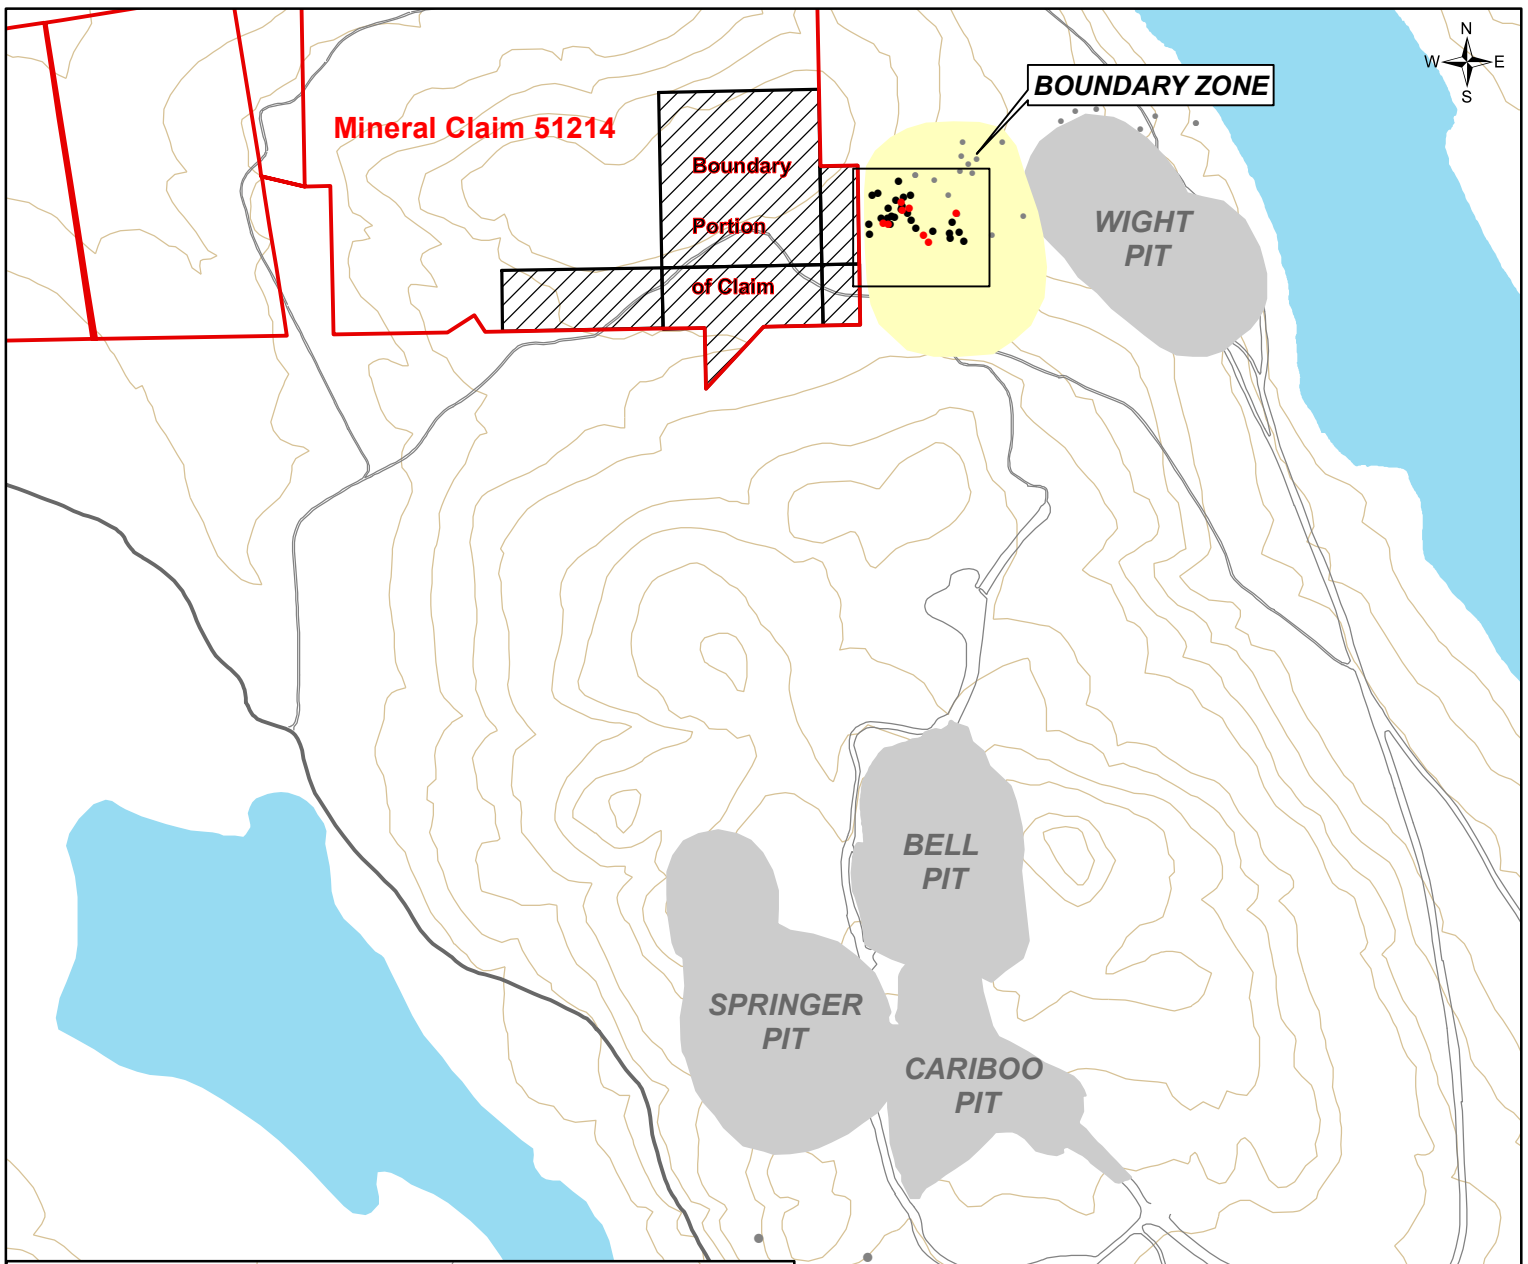 N
W E
S
BOUNDARY ZONE
Mineral Claim 51214
Boundary
Portion
of Claim
WIGHT
PIT
BELL
PIT
SPRINGER
PIT
CARIBOO
PIT